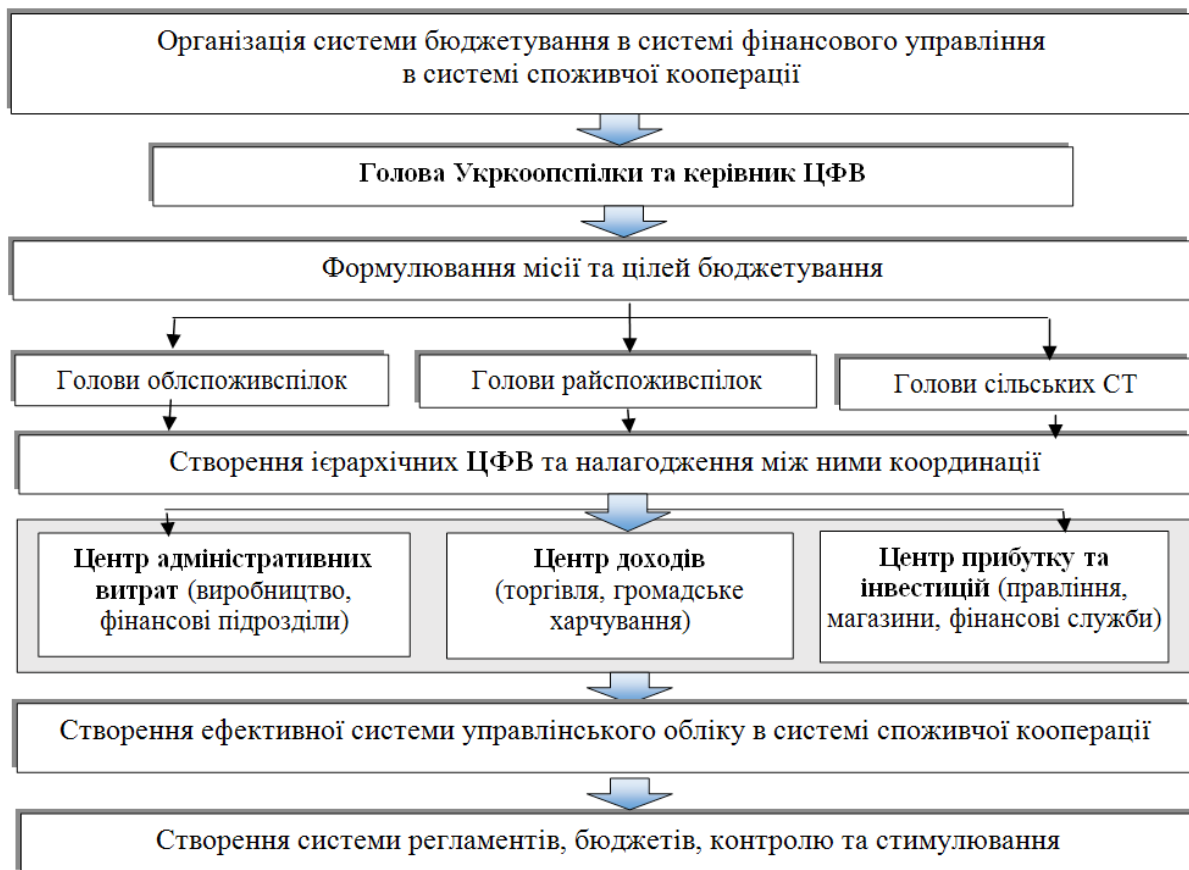 Організація системи бюджетування в системі фінансового управління
в системі споживчої кооперації
Голова Укркоопспілки та керівник ЦФВ
Формулювання місії та цілей бюджетування
Голови облспоживспілок
Голови райспоживспілок
Голови сільських СТ
Створення ієрархічних ЦФВ та налагодження між ними координації
Центр адміністративних
витрат (виробництво,
фінансові підрозділи)
Центр доходів
(торгівля, громадське
харчування)
Центр прибутку та
інвестицій (правління,
магазини, фінансові служби)
Створення ефективної системи управлінського обліку в системі споживчої кооперації
Створення системи регламентів, бюджетів, контролю та стимулювання